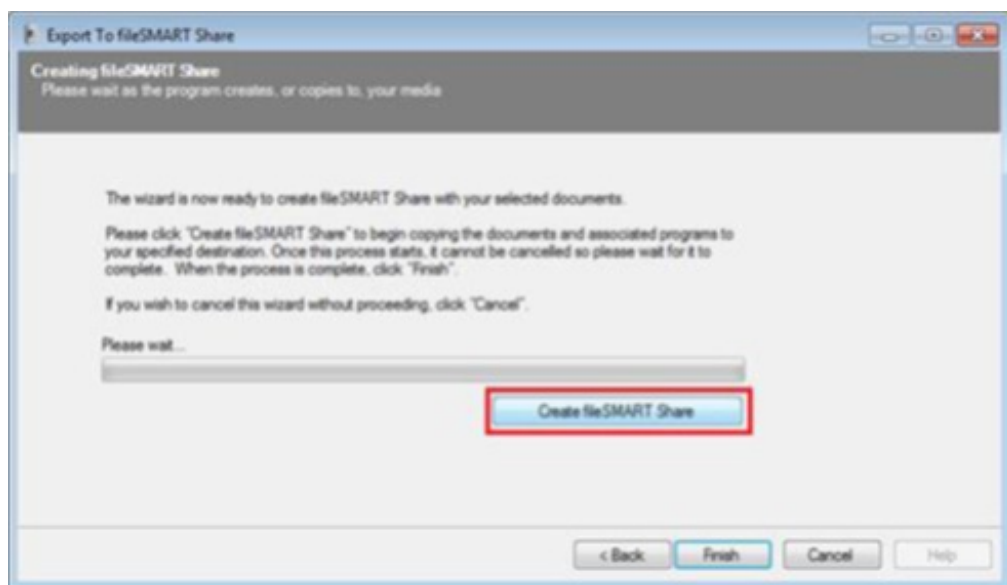 Export To fileSMART Share
Creating fileSMART Share
Please wait as the program creates, or copies to, your media
The wizard is now ready to create fileSMART Share with your selected documents.
Please click "Create fileSMART Share" to begin copying the documents and associated programs to
your specified destination. Once this process starts, it cannot be cancelled so please wait for it to
complete. When the process is complete, click "Finish".
If you wish to cancel this wizard without proceeding, click "Cancel".
Please wait...
Create fileSMART Share
< Back Finish Cancel Help